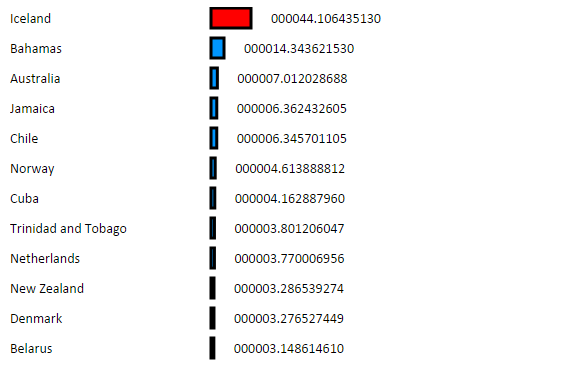 Iceland 000044.106435130
Bahamas 000014.343621530
Australia 000007.012028688
Jamaica 000006.362432605
Chile 000006.345701105
Norway 000004.613888812
Cuba 000004.162887960
Trinidad and Tobago 000003.801206047
Netherlands 000003.770006956
New Zealand 000003.286539274
Denmark 000003.276527449
Belarus 000003.148614610